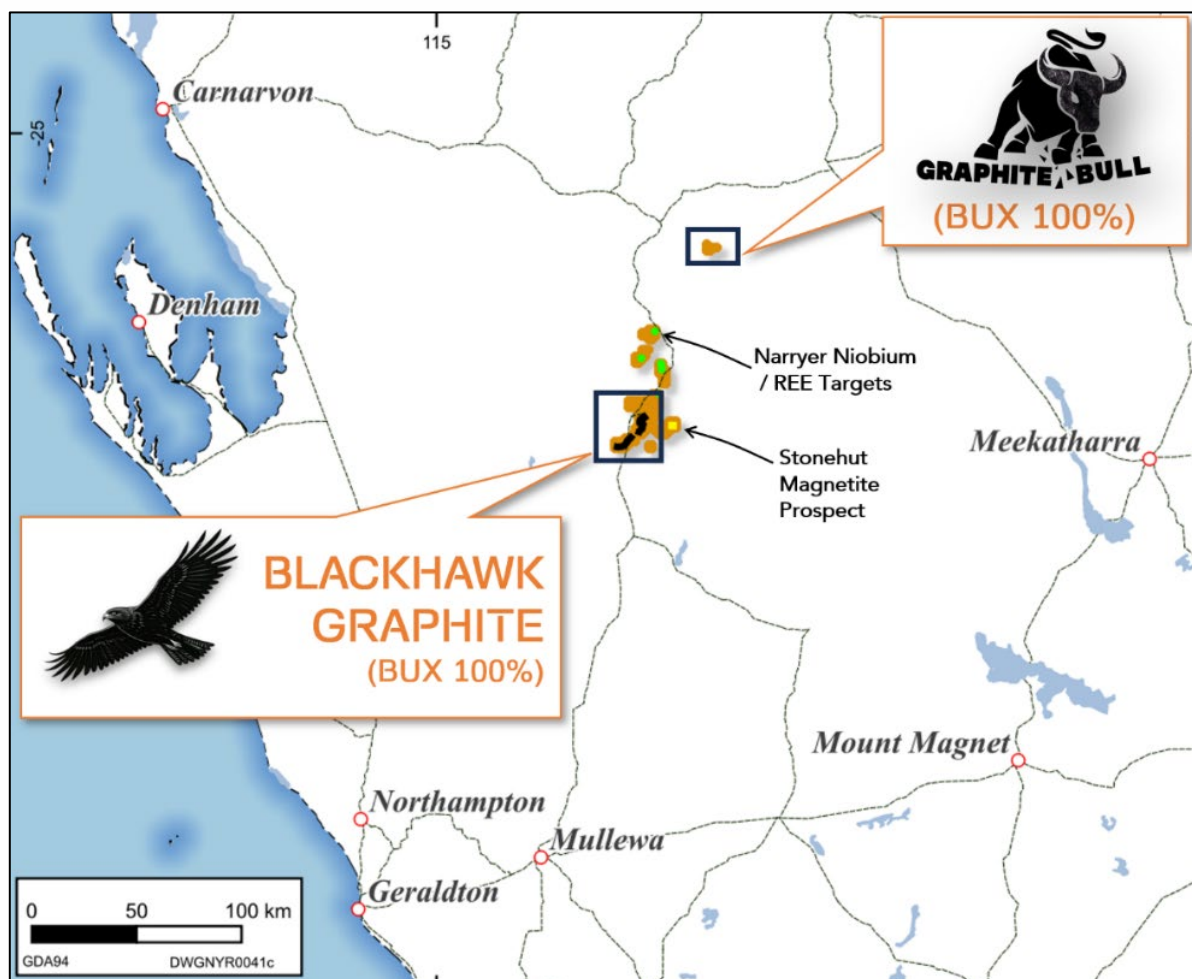 115
-25
Carnarvon
GRAPHITE BULL
(BUX 100%)
Denham
Narryer Niobium
/ REE Targets
Meekatharra
Stonehut
Magnetite
Prospect
BLACKHAWK
GRAPHITE
(BUX 100%)
Mount Magnet
Northampton
Mullewa
Geraldton
0 50 100 km
GDA94 DWGNYR0041c